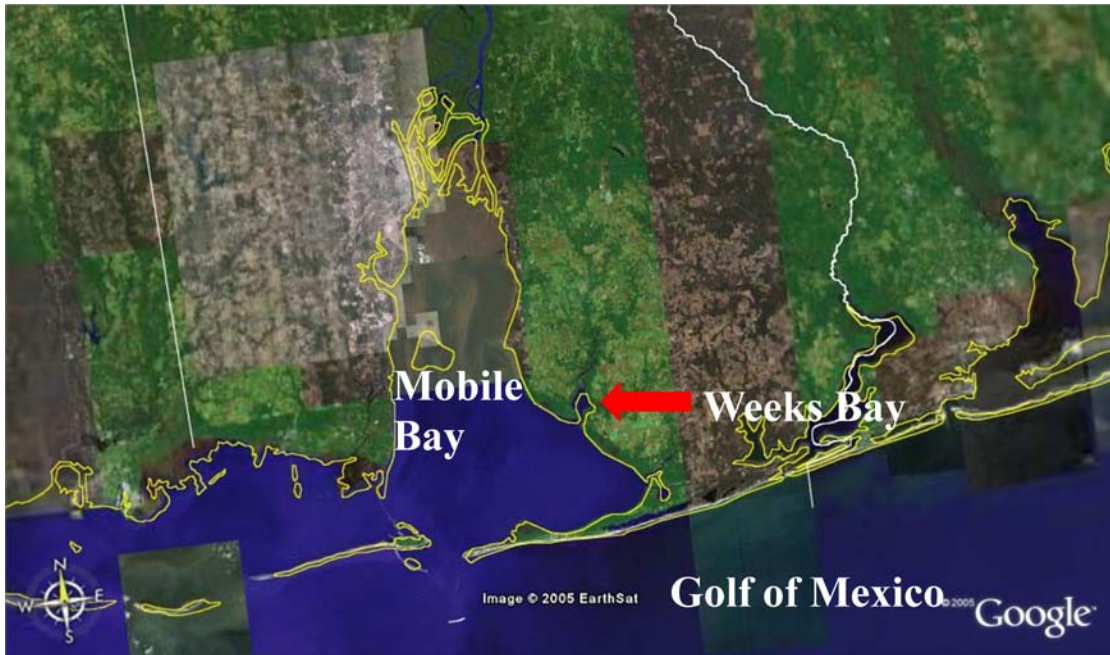 Mobile
Bay
Weeks Bay
Golf of Mexico
N
W E
S
Image © 2005 EarthSat
© 2005 Google